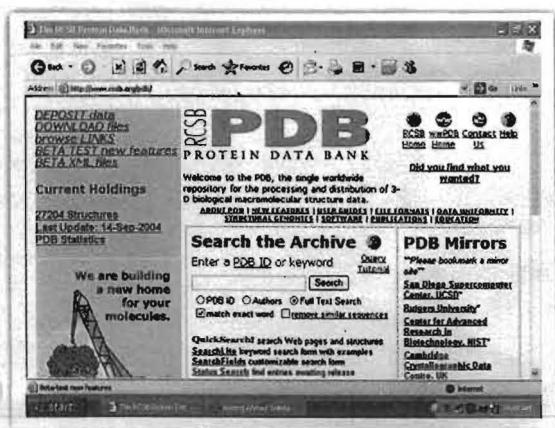 The RCSB Protein Data Bank - Microsoft Internet Explorer
File Edit View Favorites Tools Help
Back Search Favorites
Address http://www.rcsb.org/pdb/ Go Links
DEPOSIT data
DOWNLOAD files
browse LINKS
BETA TEST new features
BETA XML files
Current Holdings
27204 Structures
Last Update: 14-Sep-2004
PDB Statistics
We are building
a new home
for your
molecules.
RCSB
PDB
PROTEIN DATA BANK
Welcome to the PDB, the single worldwide
repository for the processing and distribution of 3-
D biological macromolecular structure data.
ABOUT PDB | NEW FEATURES | USER GUIDES | FILE FORMATS | DATA UNIFORMITY |
STRUCTURAL GENOMICS | SOFTWARE | PUBLICATIONS | EDUCATION
RCSB Home
wwPDB Home
Contact Us
Help
Did you find what you
wanted?
Search the Archive
Enter a PDB ID or keyword
Query
Tutorial
Search
PDB ID Authors Full Text Search
match exact word remove similar sequences
QuickSearch! search Web pages and structures
SearchLite keyword search form with examples
SearchFields customizable search form
Status Search find entries awaiting release
PDB Mirrors
**Please bookmark a mirror
site**
San Diego Supercomputer
Center, UCSD*
Rutgers University*
Center for Advanced
Research in
Biotechnology, NIST*
Cambridge
Crystallographic Data
Centre, UK
Beta-test new features
Internet
start